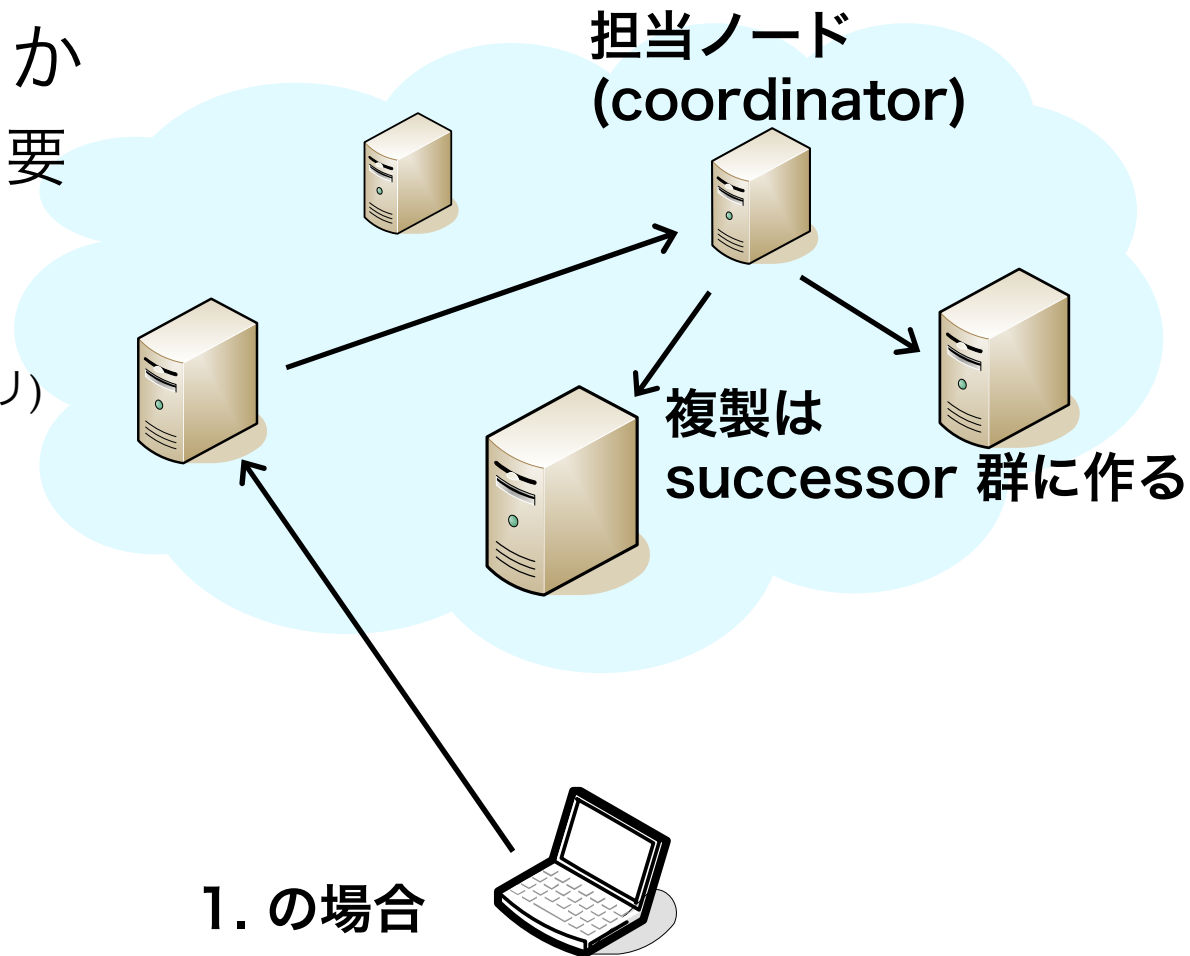 か
要
担当ノード
(coordinator)
リ)
複製は
successor 群に作る
1. の場合